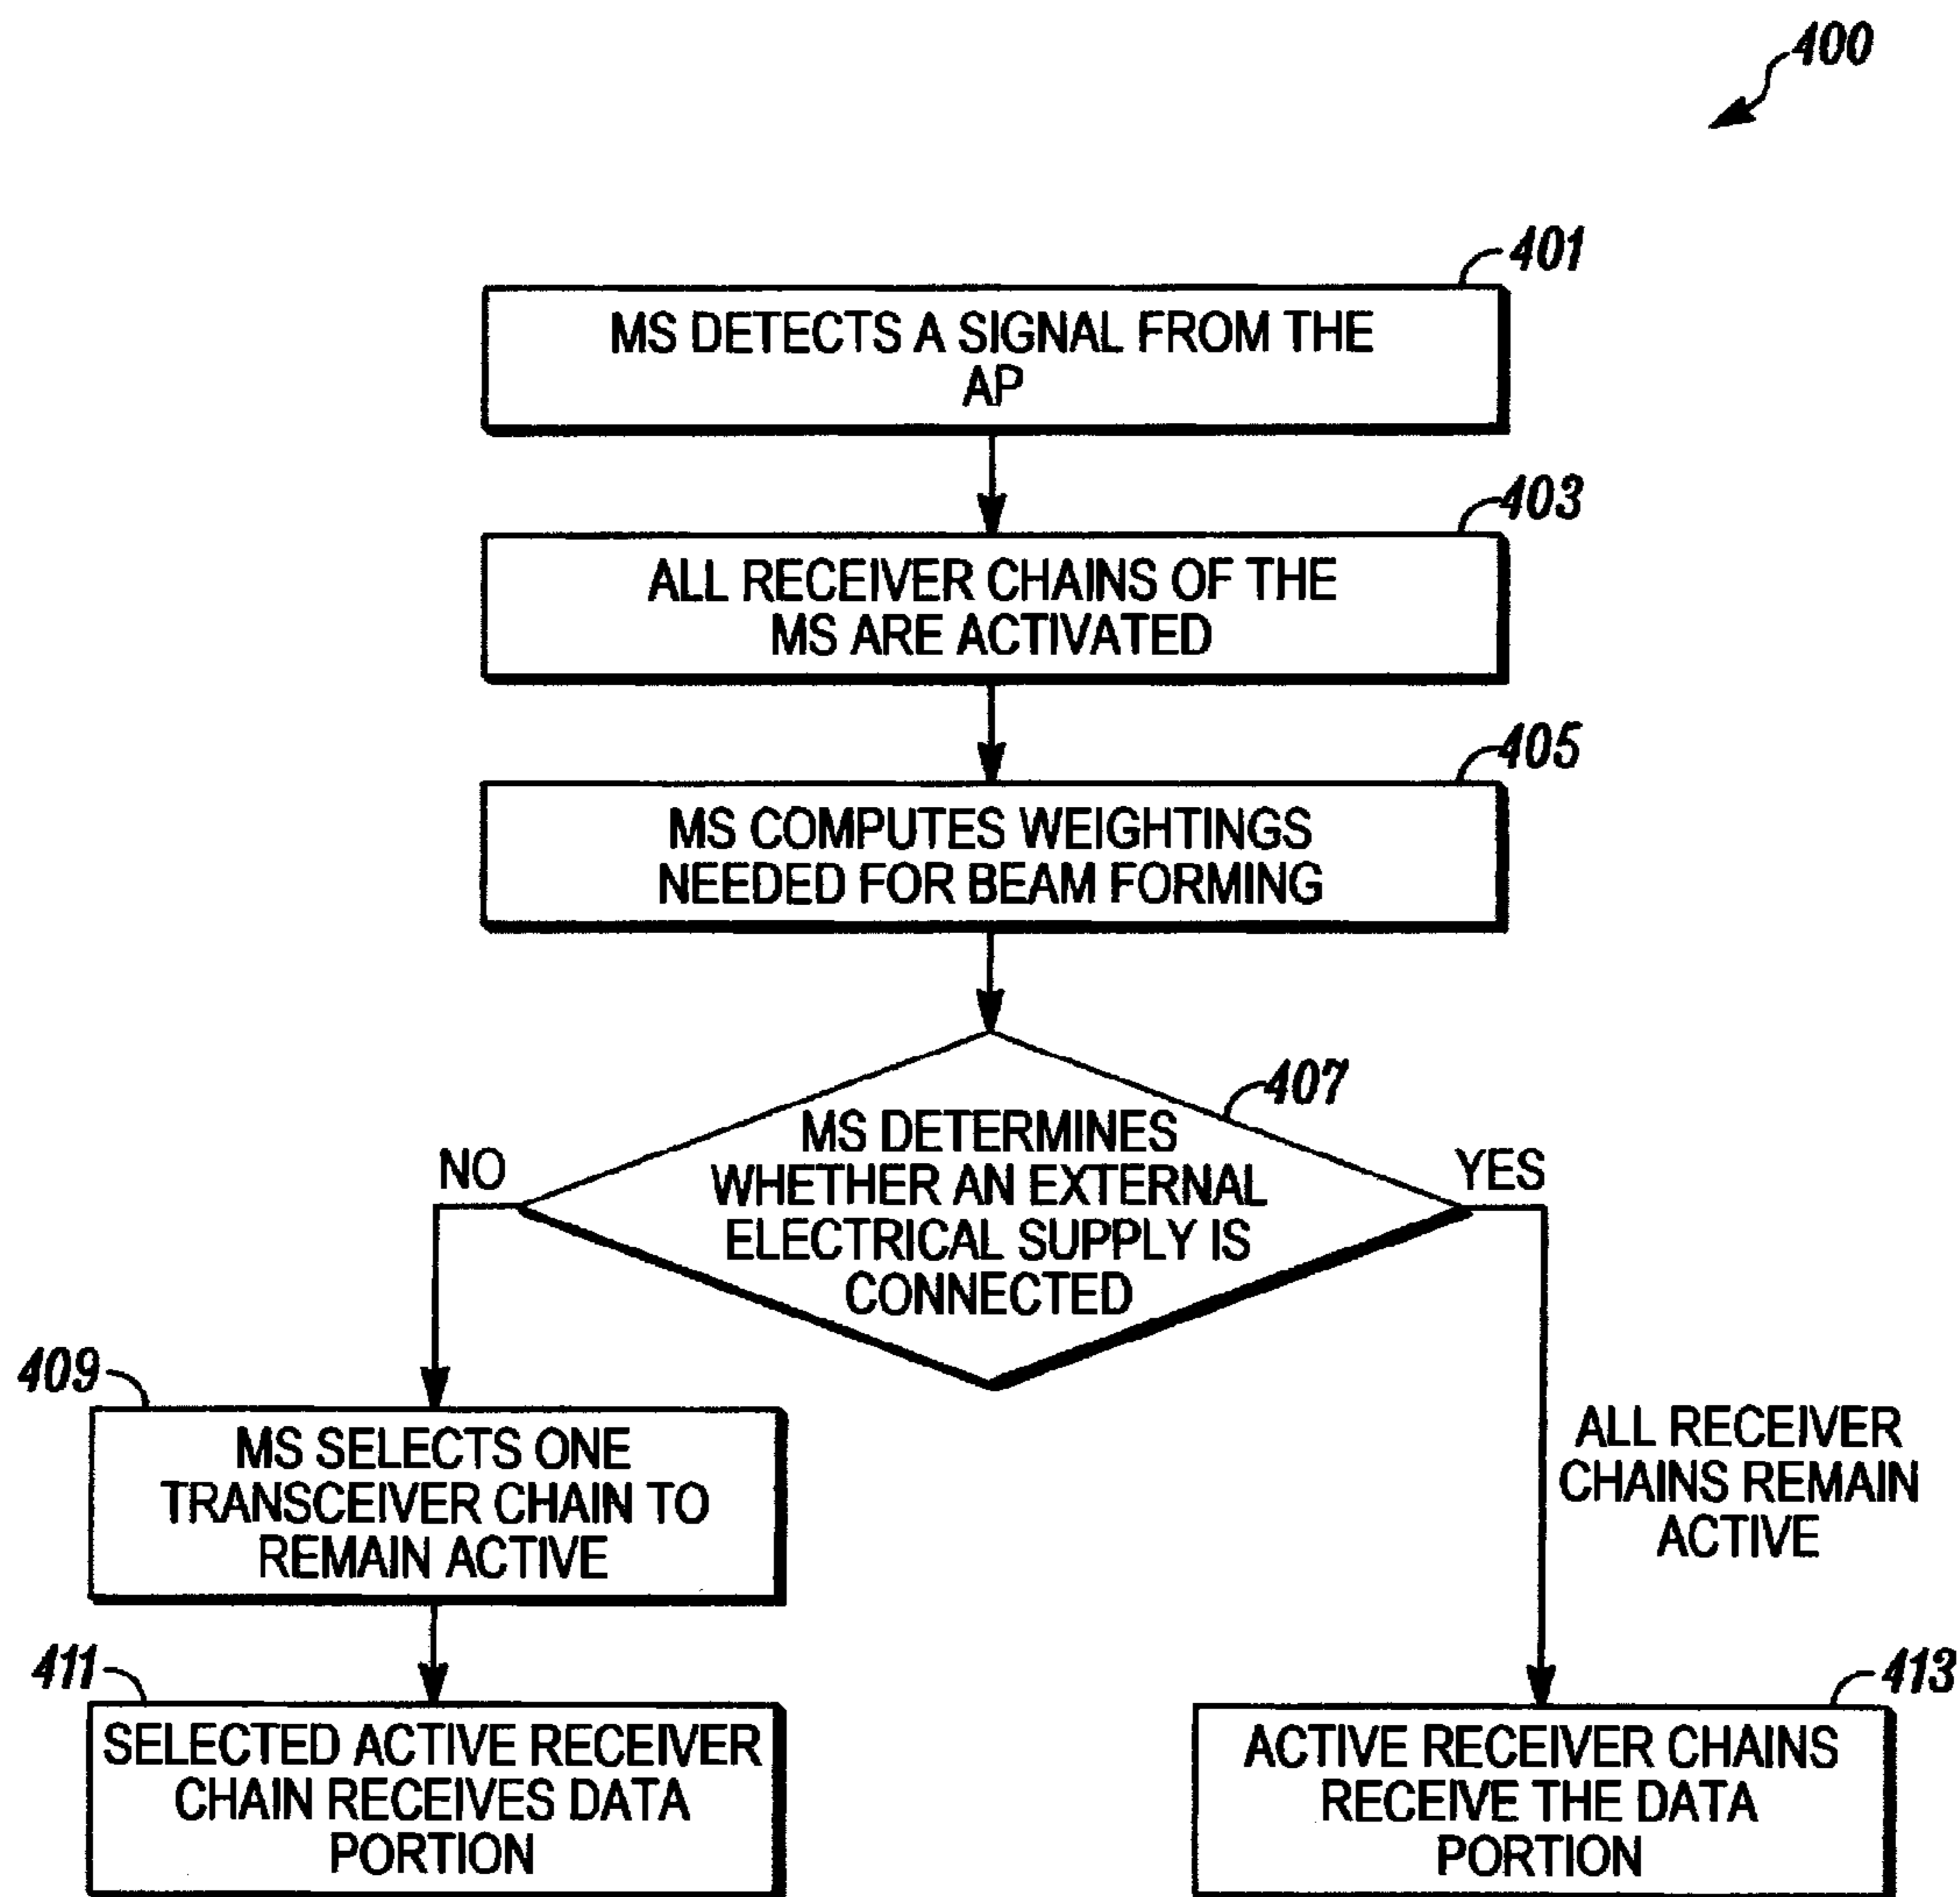 400
401
MS DETECTS A SIGNAL FROM THE
AP
403
ALL RECEIVER CHAINS OF THE
MS ARE ACTIVATED
405
MS COMPUTES WEIGHTINGS
NEEDED FOR BEAM FORMING
407
MS DETERMINES
WHETHER AN EXTERNAL
ELECTRICAL SUPPLY IS
CONNECTED
NO
YES
409
MS SELECTS ONE
TRANSCEIVER CHAIN TO
REMAIN ACTIVE
ALL RECEIVER
CHAINS REMAIN
ACTIVE
411
SELECTED ACTIVE RECEIVER
CHAIN RECEIVES DATA
PORTION
413
ACTIVE RECEIVER CHAINS
RECEIVE THE DATA
PORTION